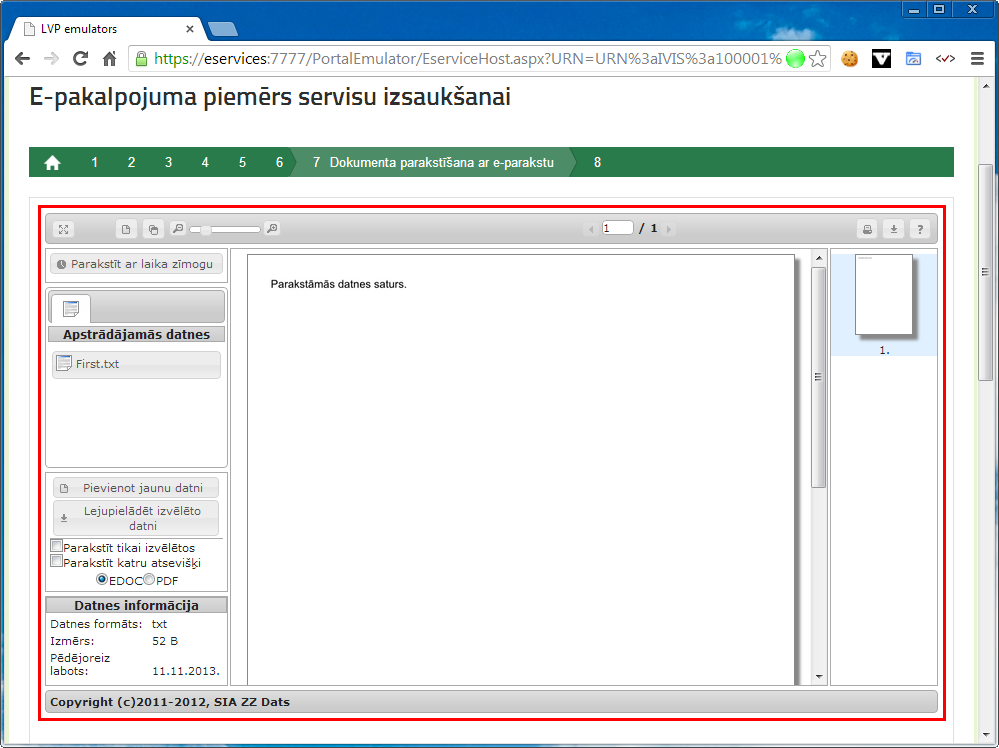 LVP emulators
https://eservices:7777/PortalEmulator/EserviceHost.aspx?URN=URN%3aIVIS%3a100001%
E-pakalpojuma piemērs servisu izsaukšanai
1 2 3 4 5 6 7 Dokumenta parakstīšana ar e-parakstu 8
1 / 1
?
Parakstīt ar laika zīmogu
Parakstāmās datnes saturs.
1.
Apstrādājamās datnes
First.txt
Pievienot jaunu datni
Lejupielādēt izvēlēto
datni
Parakstīt tikai izvēlētos
Parakstīt katru atsevišķi
EDOC PDF
Datnes informācija
Datnes formāts: txt
Izmērs: 52 B
Pēdējoreiz
labots: 11.11.2013.
Copyright (c)2011-2012, SIA ZZ Dats